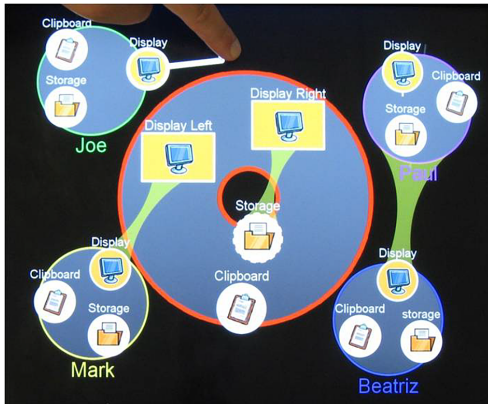 Clipboard
Display
Storage
Joe
Display Left
Display Right
Storage
Clipboard
Display
Clipboard
Storage
Paul
Display
Clipboard
Storage
Mark
Display
Clipboard
storage
Beatriz